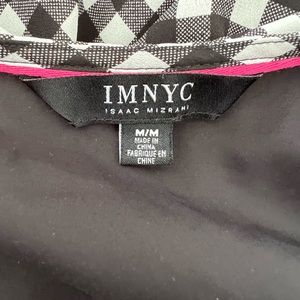 IMNYC
ISAAC MIZRAHI
M/M
MADE IN
CHINA
FABRIQUÉ EN
CHINE